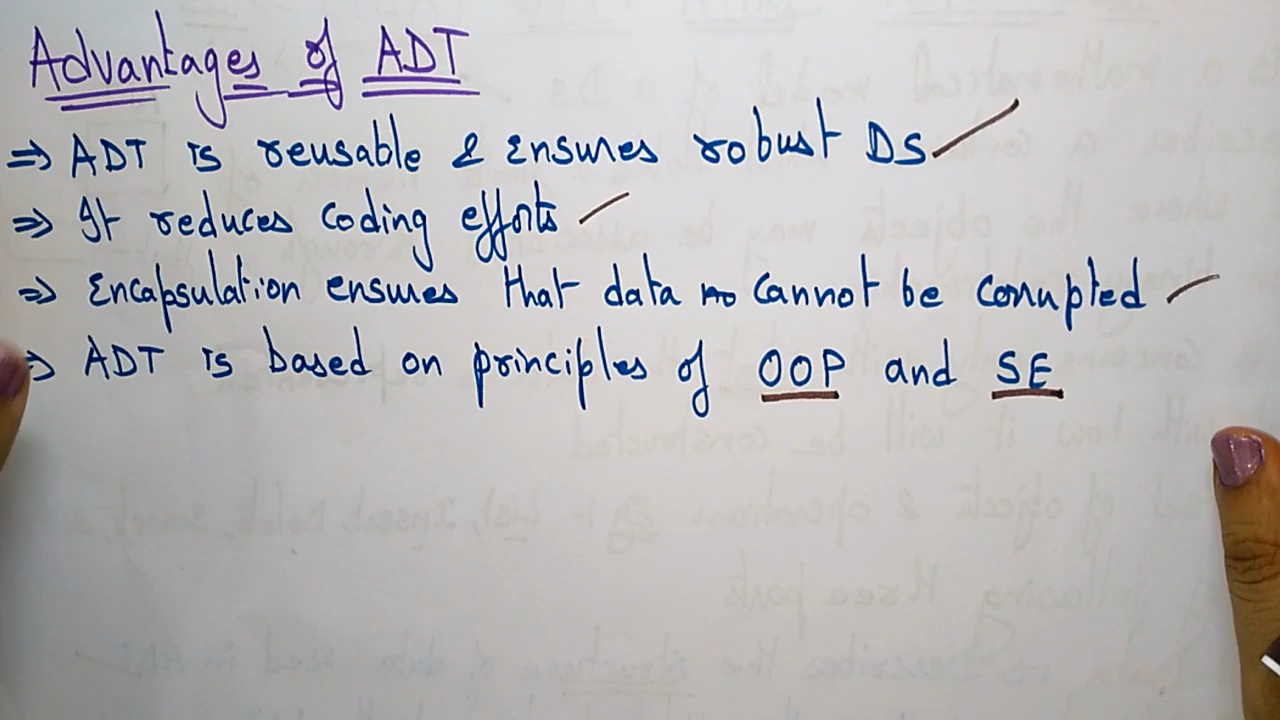 Advantages of ADT
⇒ ADT is reusable & ensures robust DS
⇒ It reduces coding efforts
⇒ Encapsulation ensures that data cannot be corrupted
⇒ ADT is based on principles of OOP and SE